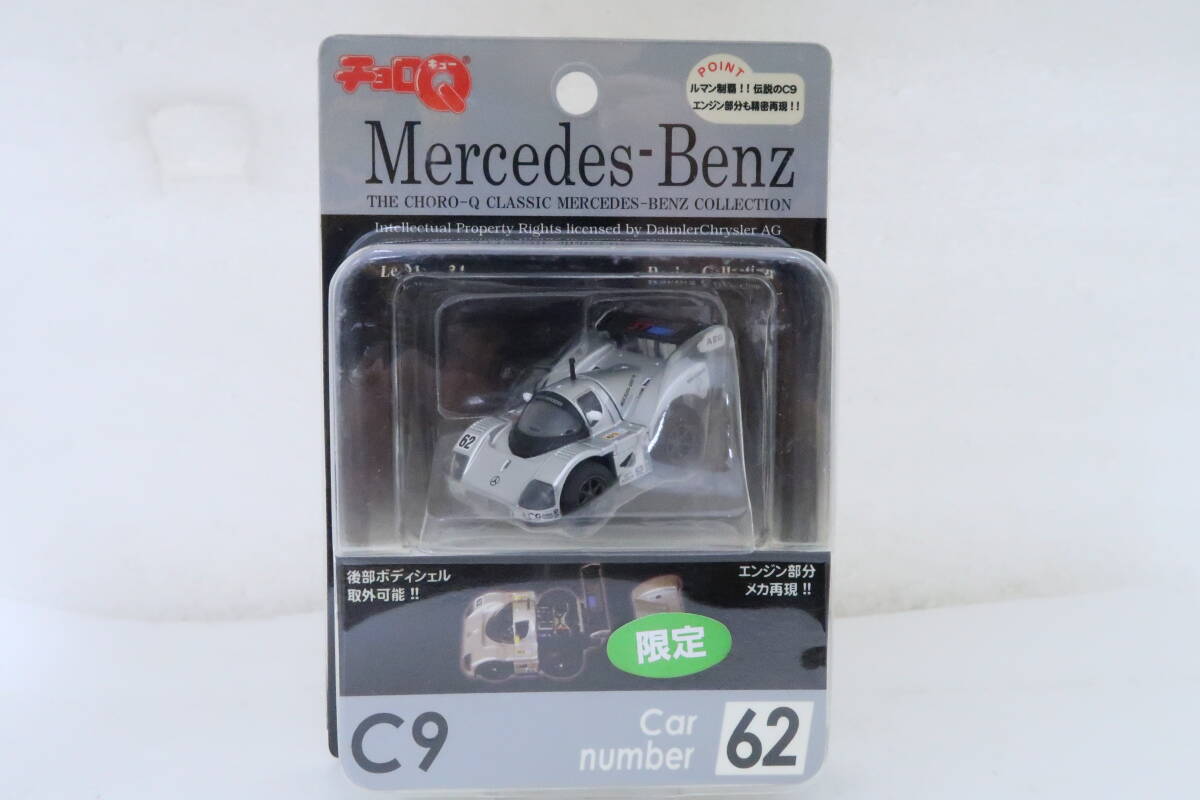 チョロQ
キュー
POINT
ルマン制覇!! 伝説のC9
エンジン部分も精密再現!!
Mercedes-Benz
THE CHORO-Q CLASSIC MERCEDES-BENZ COLLECTION
Intellectual Property Rights licensed by DaimlerChrysler AG
62
後部ボディシェル
取外可能!!
エンジン部分
メカ再現!!
限定
C9
Car
number
62